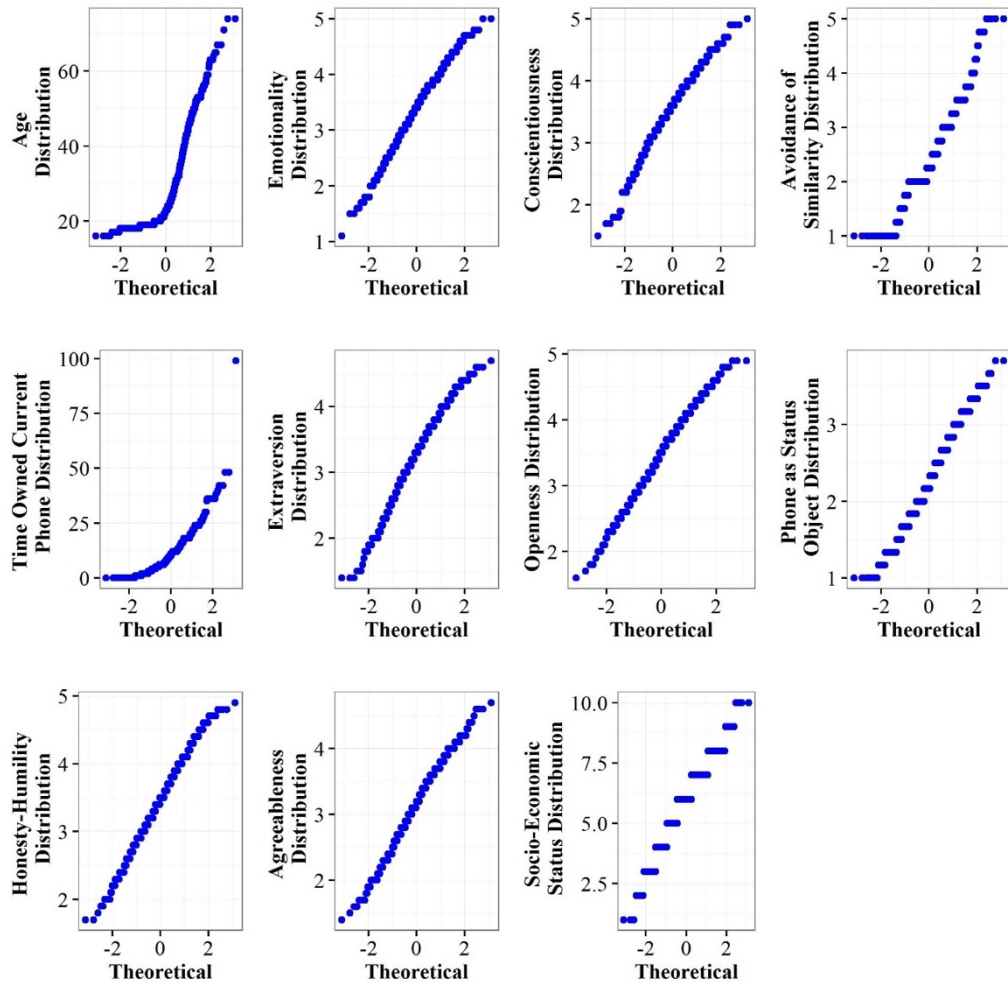 Age
Distribution
60
40
20
-2 0 2
Theoretical
Emotionality
Distribution
5
4
3
2
1
-2 0 2
Theoretical
Conscientiousness
Distribution
5
4
3
2
-2 0 2
Theoretical
Avoidance of
Similarity Distribution
5
4
3
2
1
-2 0 2
Theoretical
Time Owned Current
Phone Distribution
100
75
50
25
0
-2 0 2
Theoretical
Extraversion
Distribution
4
3
2
-2 0 2
Theoretical
Openness Distribution
5
4
3
2
-2 0 2
Theoretical
Phone as Status
Object Distribution
3
2
1
-2 0 2
Theoretical
Honesty-Humility
Distribution
5
4
3
2
-2 0 2
Theoretical
Agreeableness
Distribution
4
3
2
-2 0 2
Theoretical
Socio-Economic
Status Distribution
10.0
7.5
5.0
2.5
-2 0 2
Theoretical